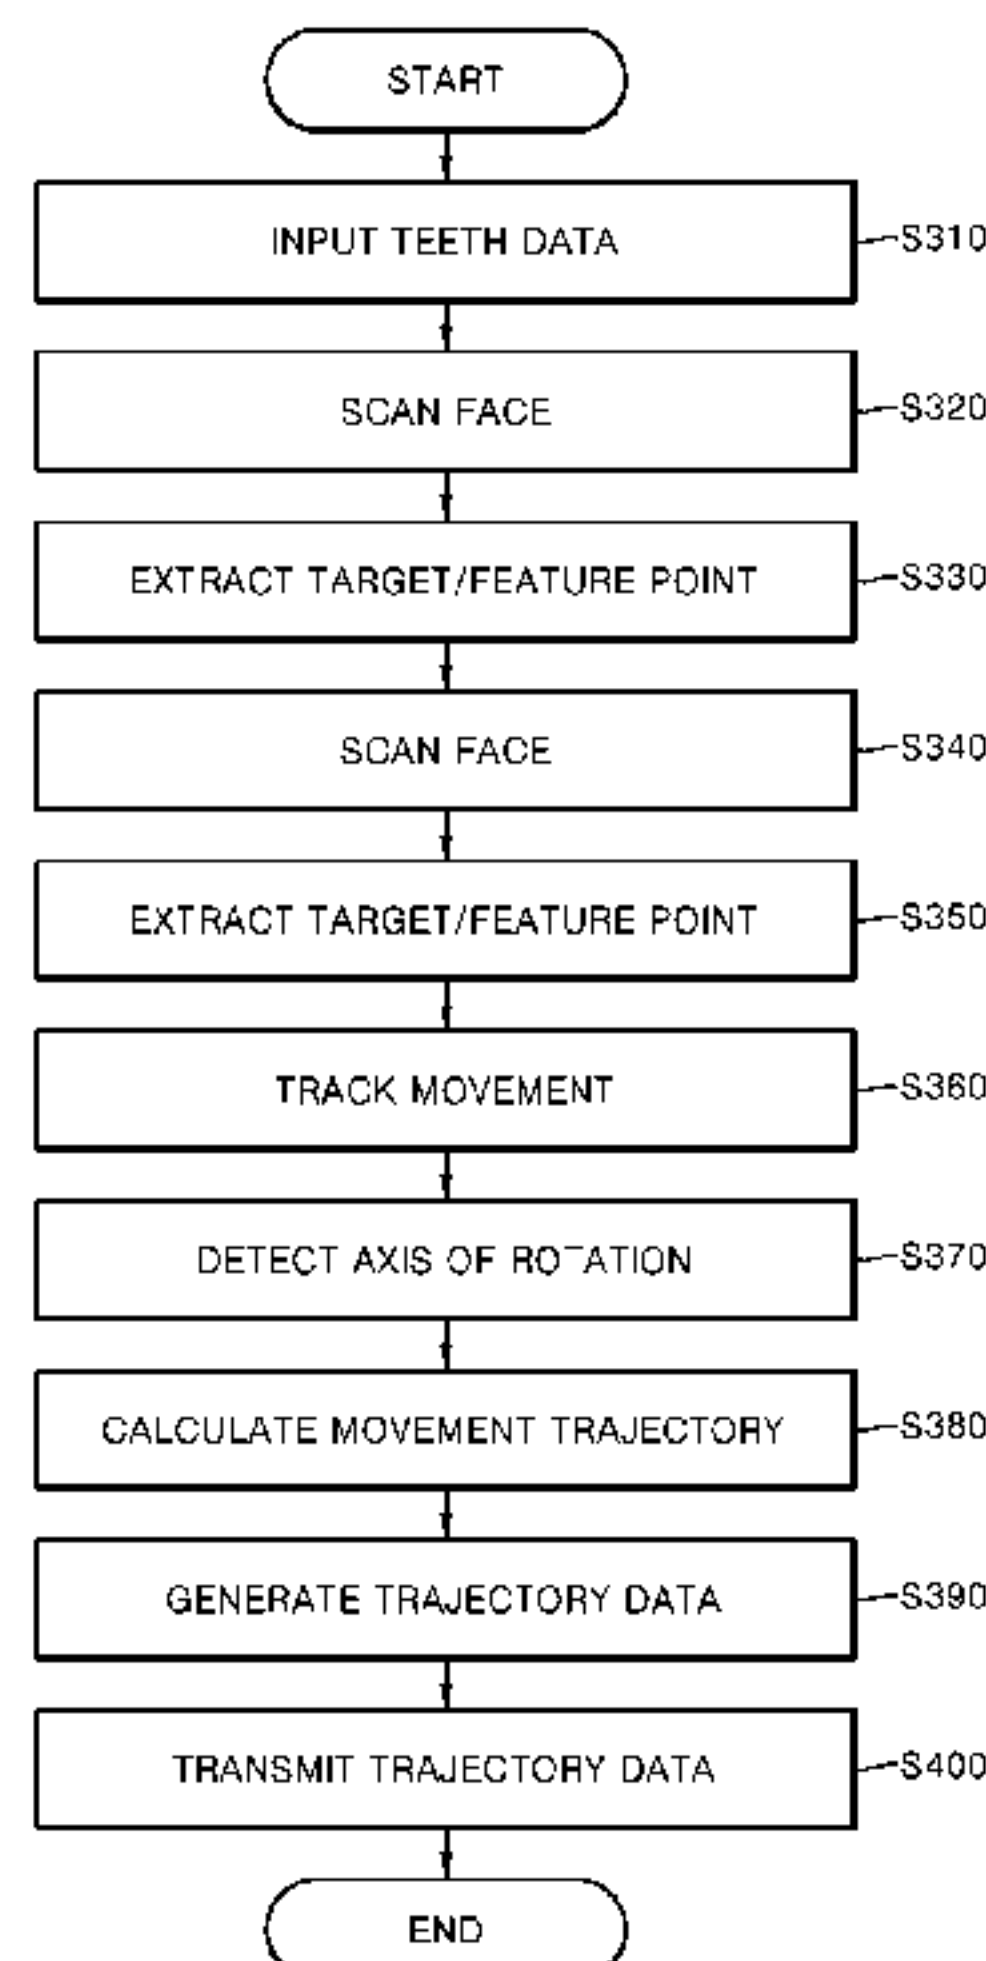 START
INPUT TEETH DATA
S310
SCAN FACE
S320
EXTRACT TARGET/FEATURE POINT
S330
SCAN FACE
S340
EXTRACT TARGET/FEATURE POINT
S350
TRACK MOVEMENT
S360
DETECT AXIS OF ROTATION
S370
CALCULATE MOVEMENT TRAJECTORY
S380
GENERATE TRAJECTORY DATA
S390
TRANSMIT TRAJECTORY DATA
S400
END